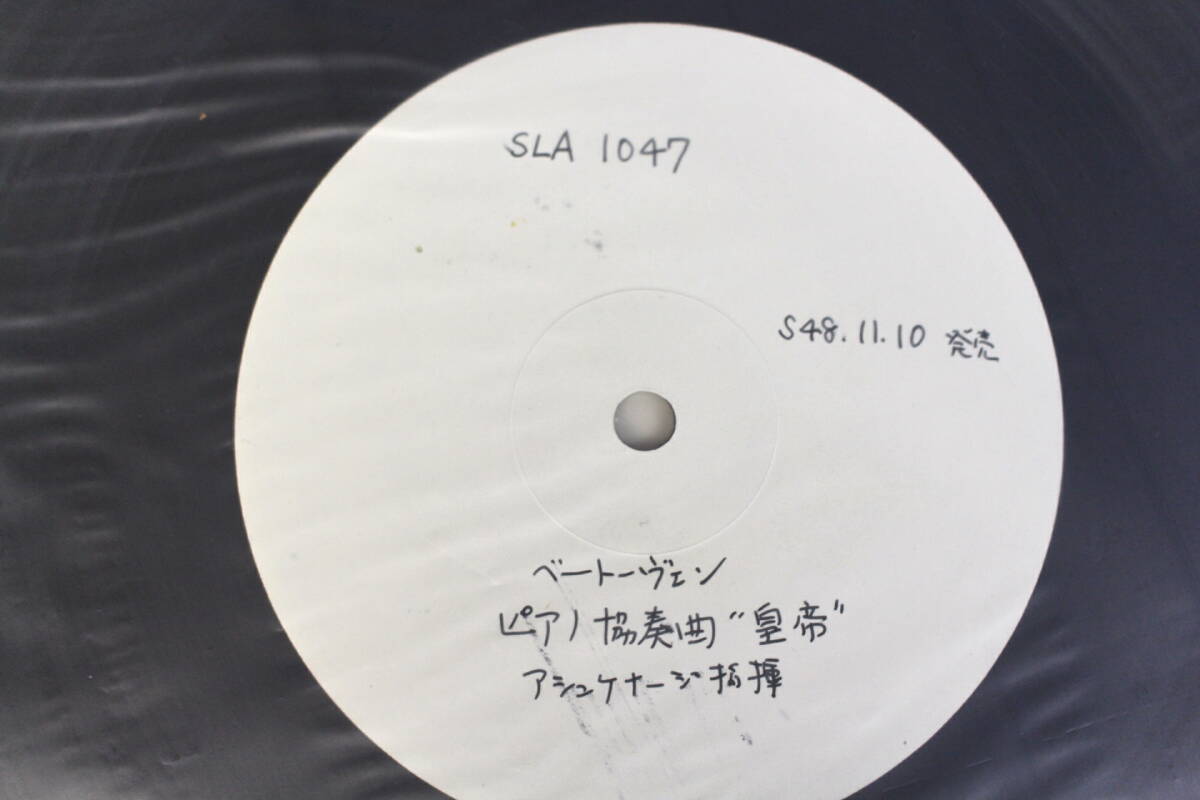 SLA 1047
S48.11.10 発売
ベートーヴェン
ピアノ協奏曲“皇帝”
アシュケナージ指揮